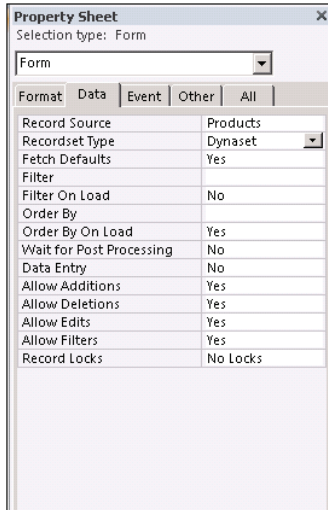 Property Sheet
Selection type: Form
Form
Format Data Event Other All
Record Source Products
Recordset Type Dynaset
Fetch Defaults Yes
Filter
Filter On Load No
Order By
Order By On Load Yes
Wait for Post Processing No
Data Entry No
Allow Additions Yes
Allow Deletions Yes
Allow Edits Yes
Allow Filters Yes
Record Locks No Locks